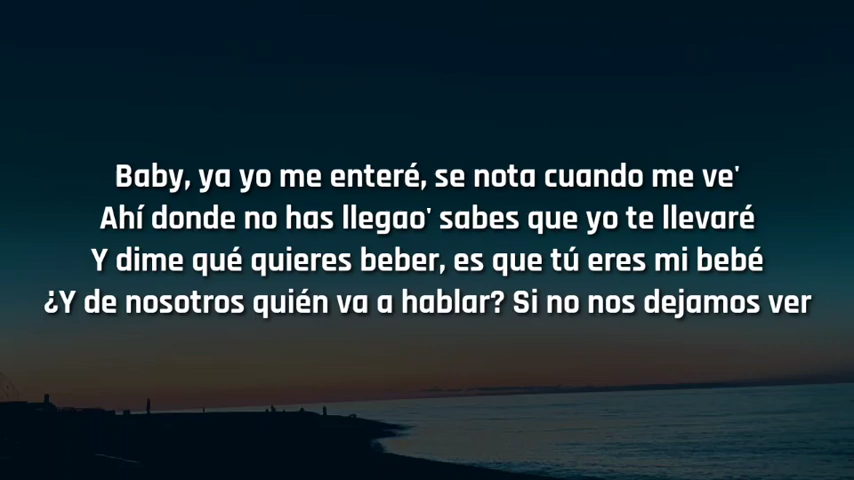 Baby, ya yo me enteré, se nota cuando me ve'
Ahí donde no has llegao' sabes que yo te llevaré
Y dime qué quieres beber, es que tú eres mi bebé
¿Y de nosotros quién va a hablar? Si no nos dejamos ver